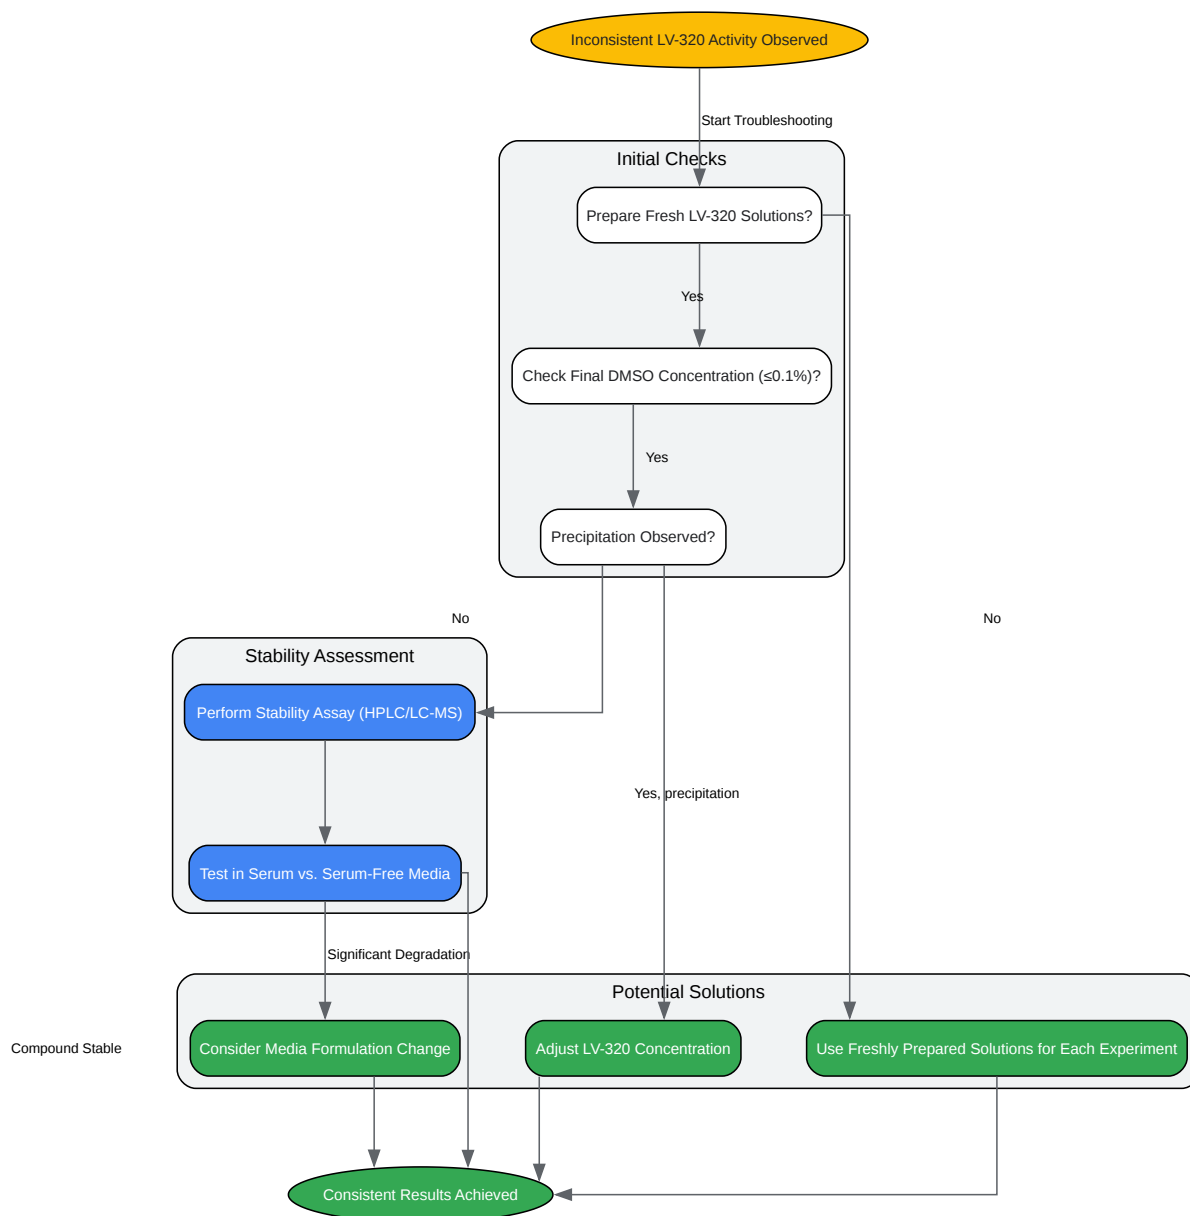 Inconsistent LV-320 Activity Observed
Start Troubleshooting
Initial Checks
Prepare Fresh LV-320 Solutions?
Yes
Check Final DMSO Concentration (≤0.1%)?
Yes
Precipitation Observed?
No
No
Stability Assessment
Perform Stability Assay (HPLC/LC-MS)
Yes, precipitation
Test in Serum vs. Serum-Free Media
Significant Degradation
Potential Solutions
Compound Stable
Consider Media Formulation Change
Adjust LV-320 Concentration
Use Freshly Prepared Solutions for Each Experiment
Consistent Results Achieved